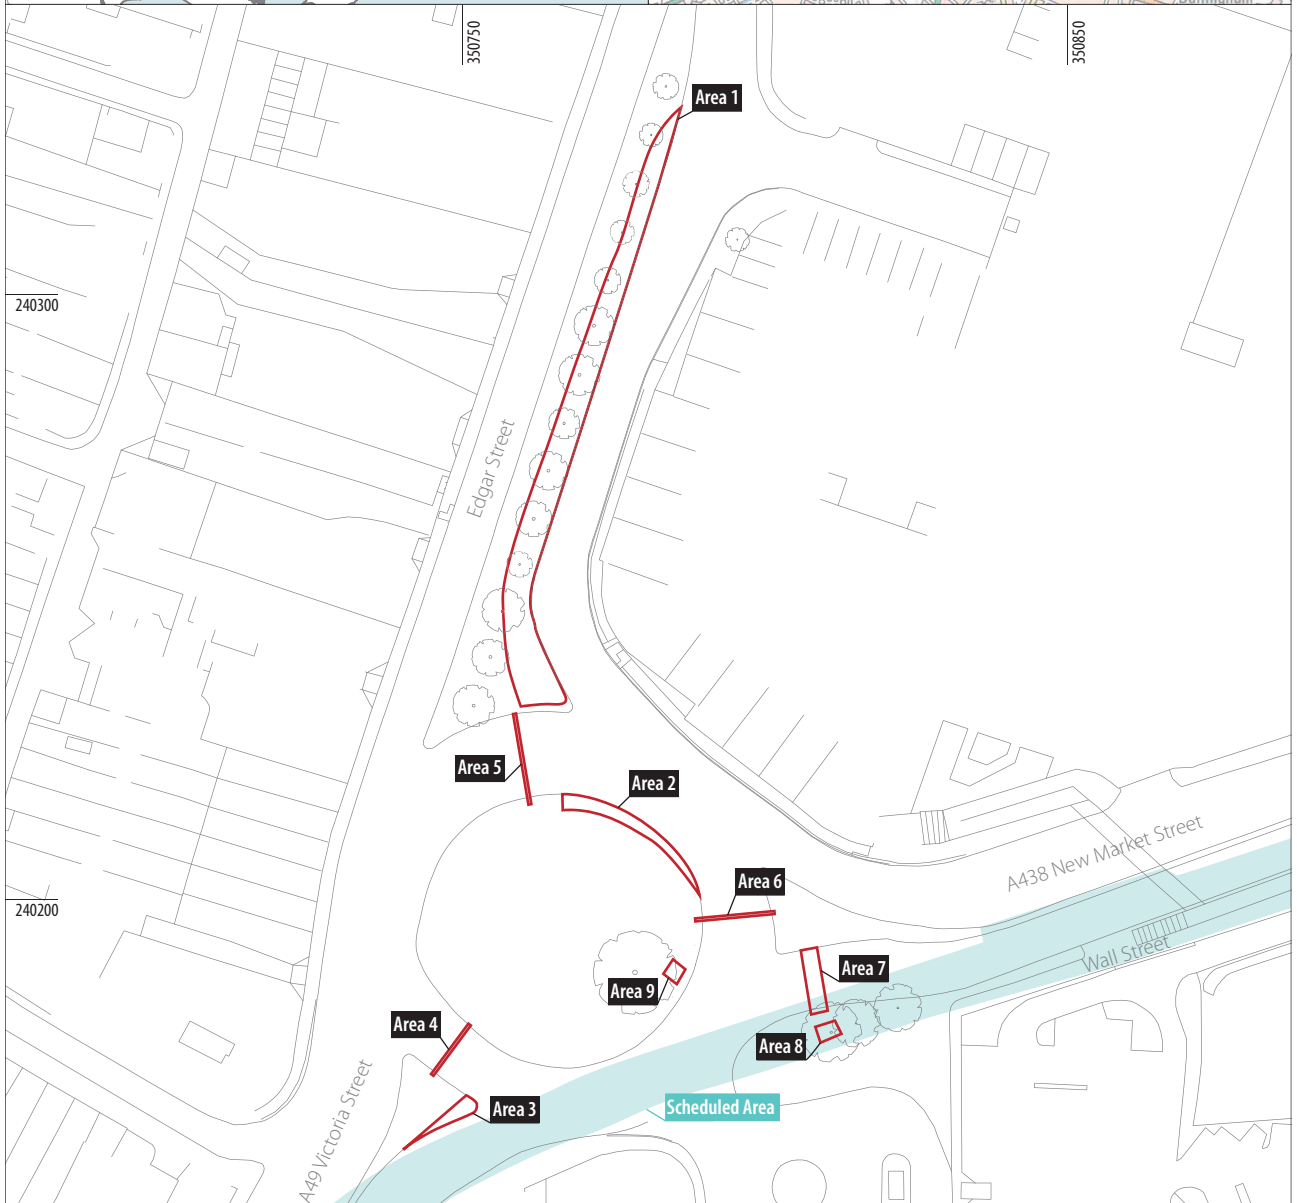 350750
350850
Area 1
240300
Edgar Street
Area 5
Area 2
A438 New Market Street
Area 6
240200
Wall Street
Area 7
Area 9
Area 4
Area 8
Scheduled Area
Area 3
A49 Victoria Street